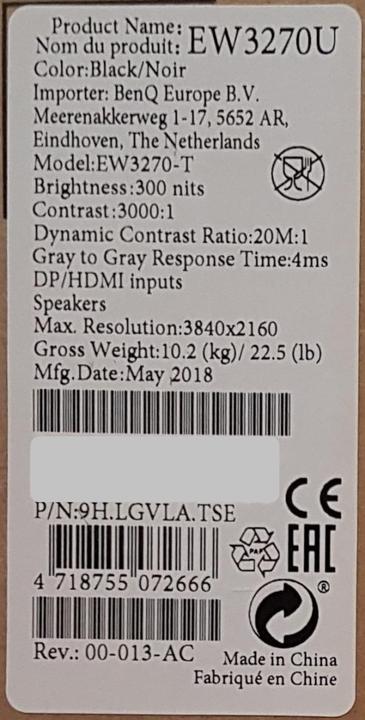 Product Name:
Nom du produit: EW3270U
Color:Black/Noir
Importer: BenQ Europe B.V.
Meerenakkerweg 1-17, 5652 AR,
Eindhoven, The Netherlands
Model:EW3270-T
Brightness:300 nits
Contrast:3000:1
Dynamic Contrast Ratio:20M:1
Gray to Gray Response Time:4ms
DP/HDMI inputs
Speakers
Max. Resolution:3840x2160
Gross Weight:10.2 (kg)/ 22.5 (lb)
Mfg.Date:May 2018
P/N:9H.LGVLA.TSE
CE
PAP
EAC
4 718755 072666
®
Rev.: 00-013-AC
Made in China
Fabriqué en Chine